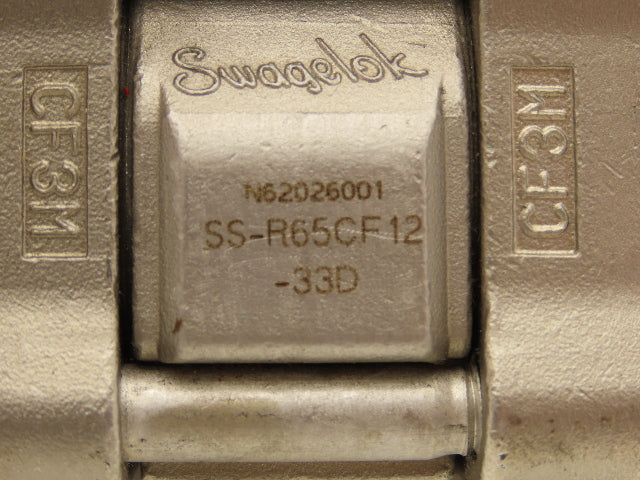 Swagelok
CF3M
CF3M
N62026001
SS-R65CF12
-33D